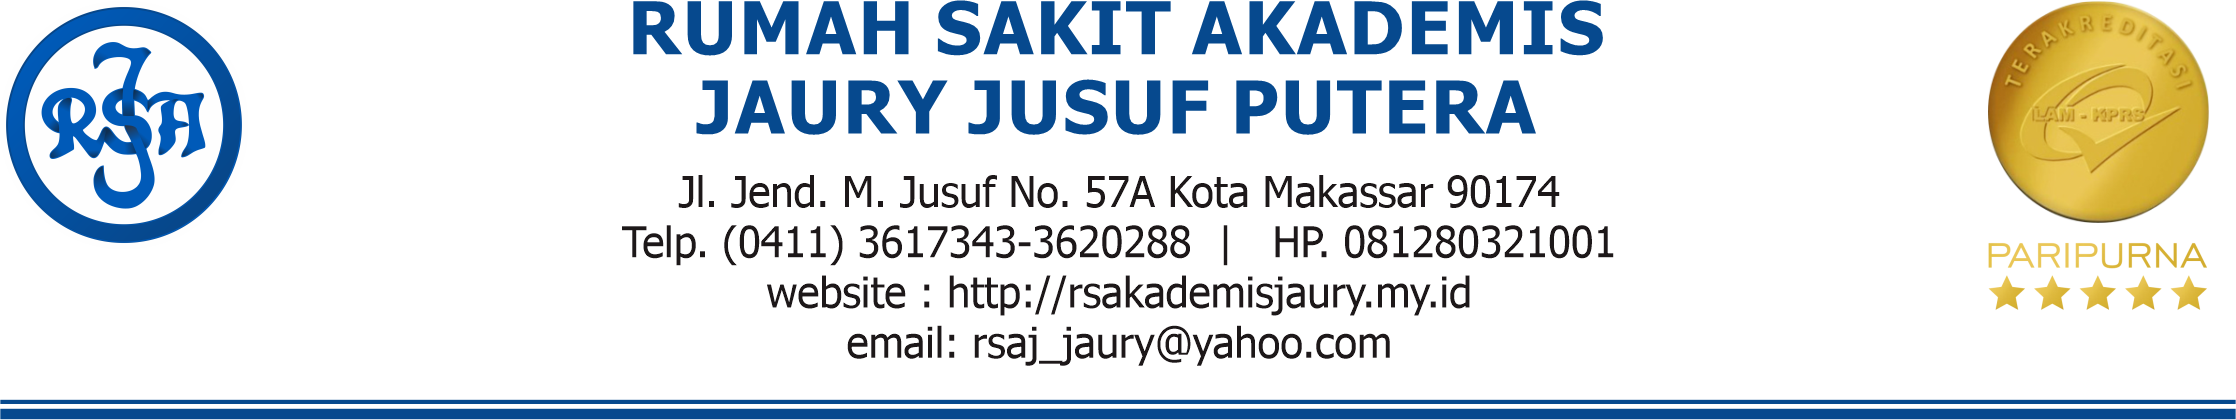 RSA
RUMAH SAKIT AKADEMIS
JAURY JUSUF PUTERA
Jl. Jend. M. Jusuf No. 57A Kota Makassar 90174
Telp. (0411) 3617343-3620288 | HP. 081280321001
website : http://rsakademisjaury.my.id
email: rsaj_jaury@yahoo.com
TERAKREDITASI
LAM - KPRS
PARIPURNA